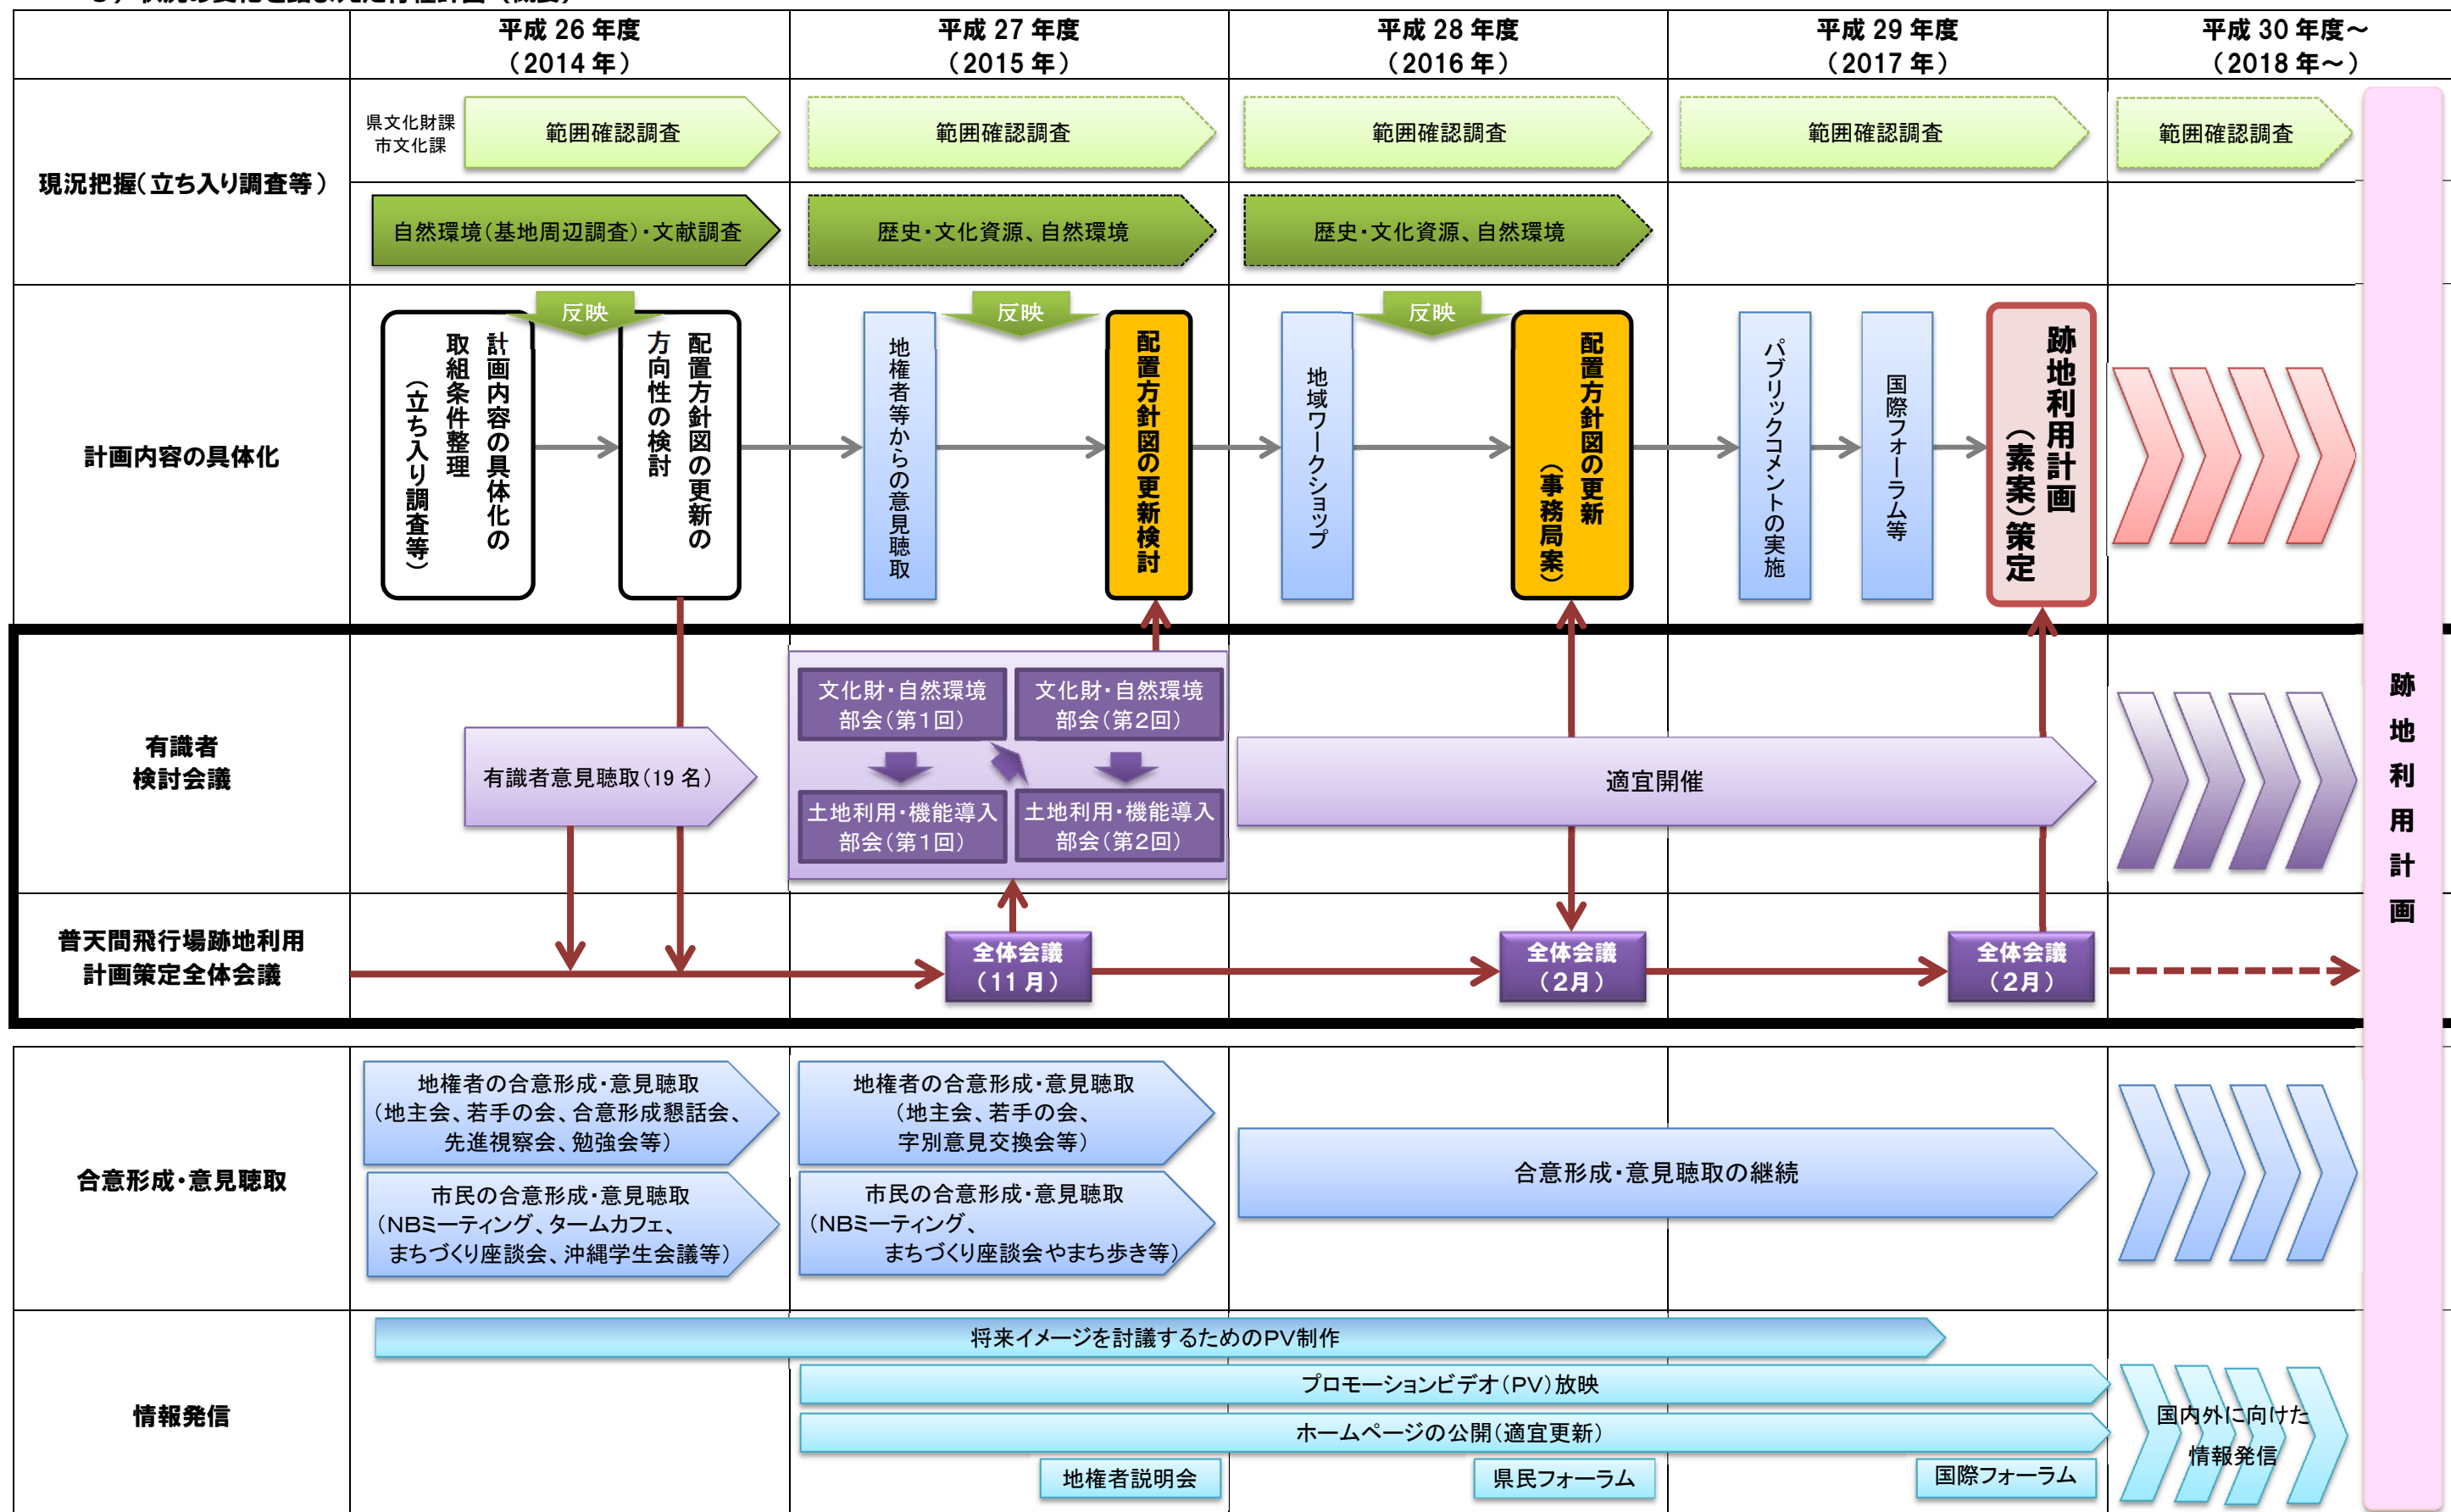 平成 26 年度
(2014 年)
平成 27 年度
(2015 年)
平成 28 年度
(2016 年)
平成 29 年度
(2017 年)
平成 30 年度～
(2018 年～)
現況把握(立ち入り調査等)
県文化財課
市文化課
範囲確認調査
範囲確認調査
範囲確認調査
範囲確認調査
範囲確認調査
自然環境(基地周辺調査)・文献調査
歴史・文化資源、自然環境
歴史・文化資源、自然環境
計画内容の具体化
反映
反映
反映
計画内容の具体化の
取組条件整理
(立ち入り調査等)
配置方針図の更新の
方向性の検討
地権者等からの意見聴取
配置方針図の更新検討
地域ワークショップ
配置方針図の更新
(事務局案)
パブリックコメントの実施
国際フォーラム等
跡地利用計画
(素案)策定
有識者
検討会議
有識者意見聴取(19 名)
文化財・自然環境
部会(第1回)
文化財・自然環境
部会(第2回)
土地利用・機能導入
部会(第1回)
土地利用・機能導入
部会(第2回)
適宜開催
普天間飛行場跡地利用
計画策定全体会議
全体会議
(11 月)
全体会議
(2月)
全体会議
(2月)
跡地利用計画
合意形成・意見聴取
地権者の合意形成・意見聴取
(地主会、若手の会、合意形成懇話会、
先進視察会、勉強会等)
市民の合意形成・意見聴取
(NBミーティング、タームカフェ、
まちづくり座談会、沖縄学生会議等)
地権者の合意形成・意見聴取
(地主会、若手の会、
字別意見交換会等)
市民の合意形成・意見聴取
(NBミーティング、
まちづくり座談会やまち歩き等)
合意形成・意見聴取の継続
情報発信
将来イメージを討議するためのPV制作
プロモーションビデオ(PV)放映
ホームページの公開(適宜更新)
地権者説明会
県民フォーラム
国際フォーラム
国内外に向けた
情報発信